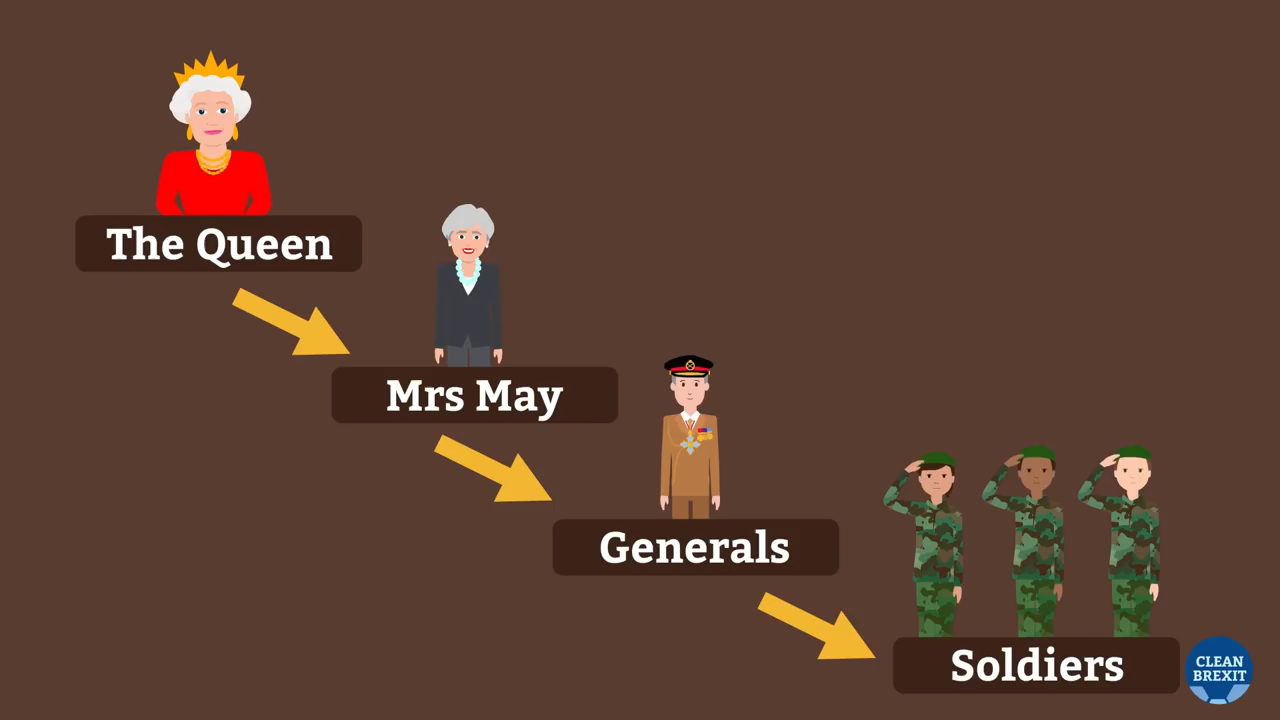 The Queen
Mrs May
Generals
Soldiers
CLEAN
BREXIT